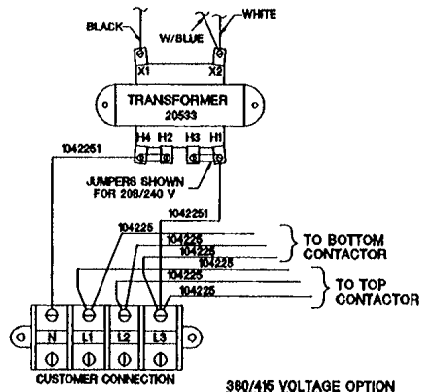 BLACK
W/BLUE
WHITE
X1 X2
TRANSFORMER
20533
H4 H2 H3 H1
1042251
JUMPERS SHOWN
FOR 208/240 V
1042251
104225
104225
104225
TO BOTTOM
CONTACTOR
104225
104225
104225
TO TOP
CONTACTOR
N L1 L2 L3
CUSTOMER CONNECTION
360/415 VOLTAGE OPTION